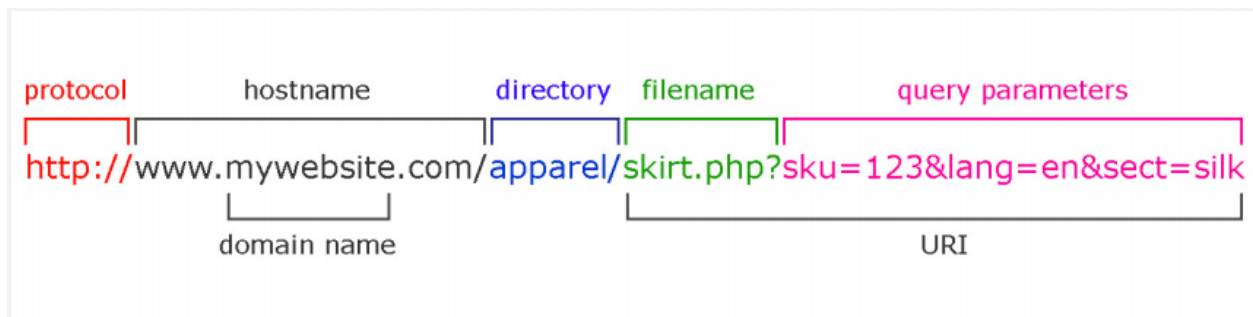 protocol hostname directory filename query parameters
http://www.mywebsite.com/apparel/skirt.php?sku=123&lang=en&sect=silk
domain name URI